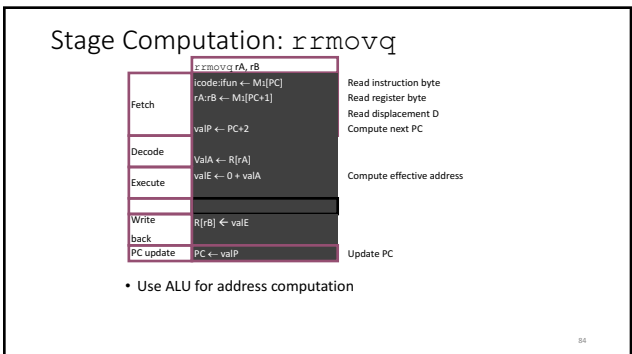 Stage Computation: rrmovq
rrmovq rA, rB
Fetch
icode:ifun ← M1[PC]
Read instruction byte
rA:rB ← M1[PC+1]
Read register byte
Read displacement D
valP ← PC+2
Compute next PC
Decode
ValA ← R[rA]
Execute
valE ← 0 + valA
Compute effective address
Write
back
R[rB] ← valE
PC update
PC ← valP
Update PC
• Use ALU for address computation
84